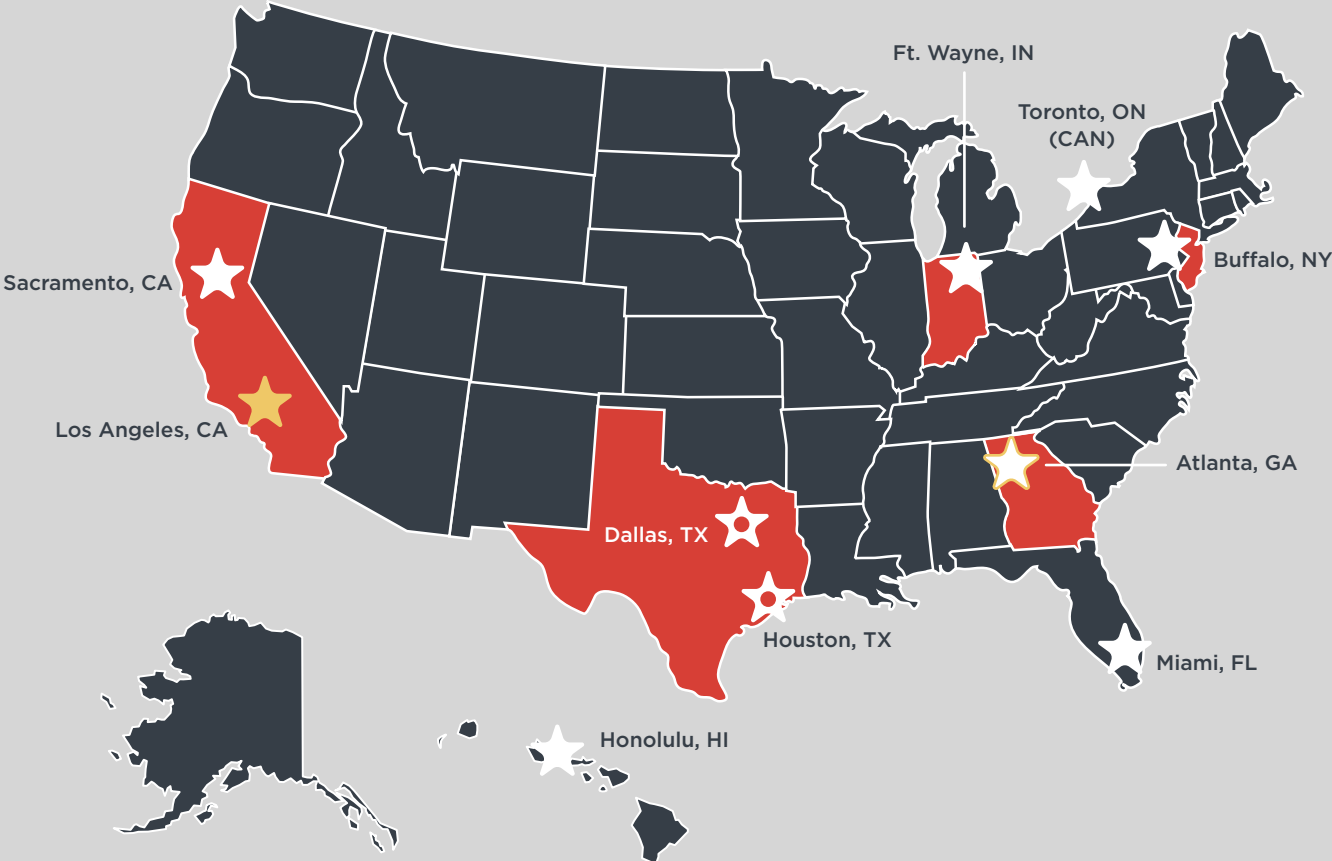 Ft. Wayne, IN
Toronto, ON
(CAN)
Buffalo, NY
Sacramento, CA
Los Angeles, CA
Atlanta, GA
Dallas, TX
Houston, TX
Miami, FL
Honolulu, HI